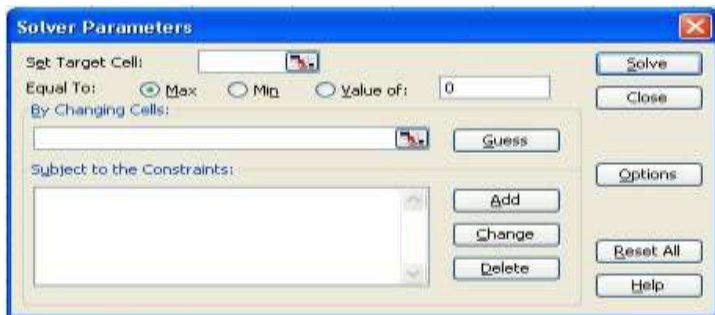 Solver Parameters
Set Target Cell:
Solve
Equal To: Max Min Value of: 0
Close
By Changing Cells:
Guess
Subject to the Constraints:
Options
Add
Change
Reset All
Delete
Help